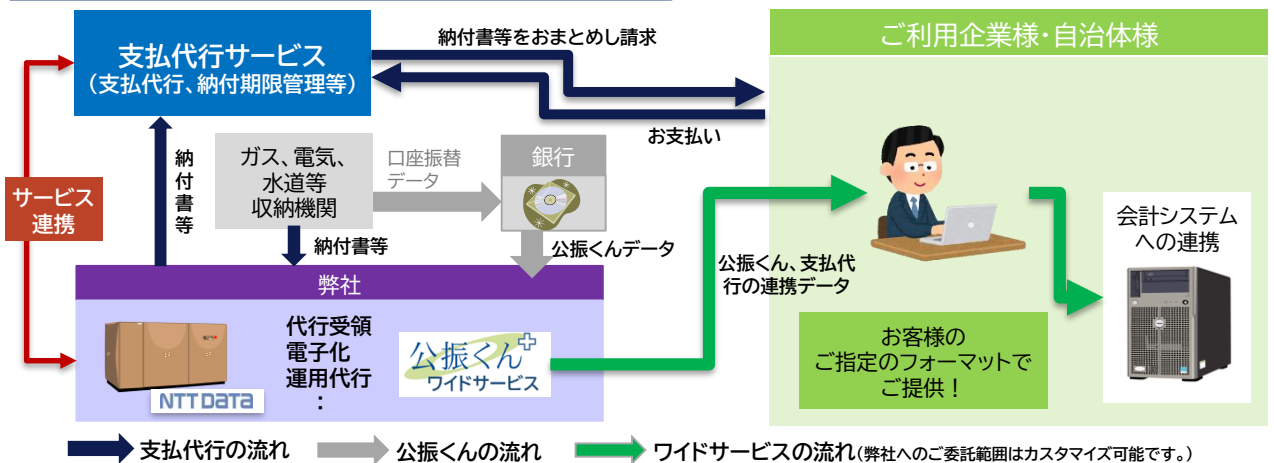 支払代行サービス
（支払代行、納付期限管理等）
納付書等をおまとめし請求
お支払い
ご利用企業様・自治体様
サービス
連携
納付書等
ガス、電気、
水道等
収納機関
口座振替
データ
銀行
納付書等
公振くんデータ
弊社
代行受領
電子化
運用代行
：
NTT DATA
公振くん+
ワイドサービス
公振くん、支払代
行の連携データ
お客様の
ご指定のフォーマットで
ご提供！
会計システム
への連携
支払代行の流れ
公振くんの流れ
ワイドサービスの流れ(弊社へのご委託範囲はカスタマイズ可能です。)